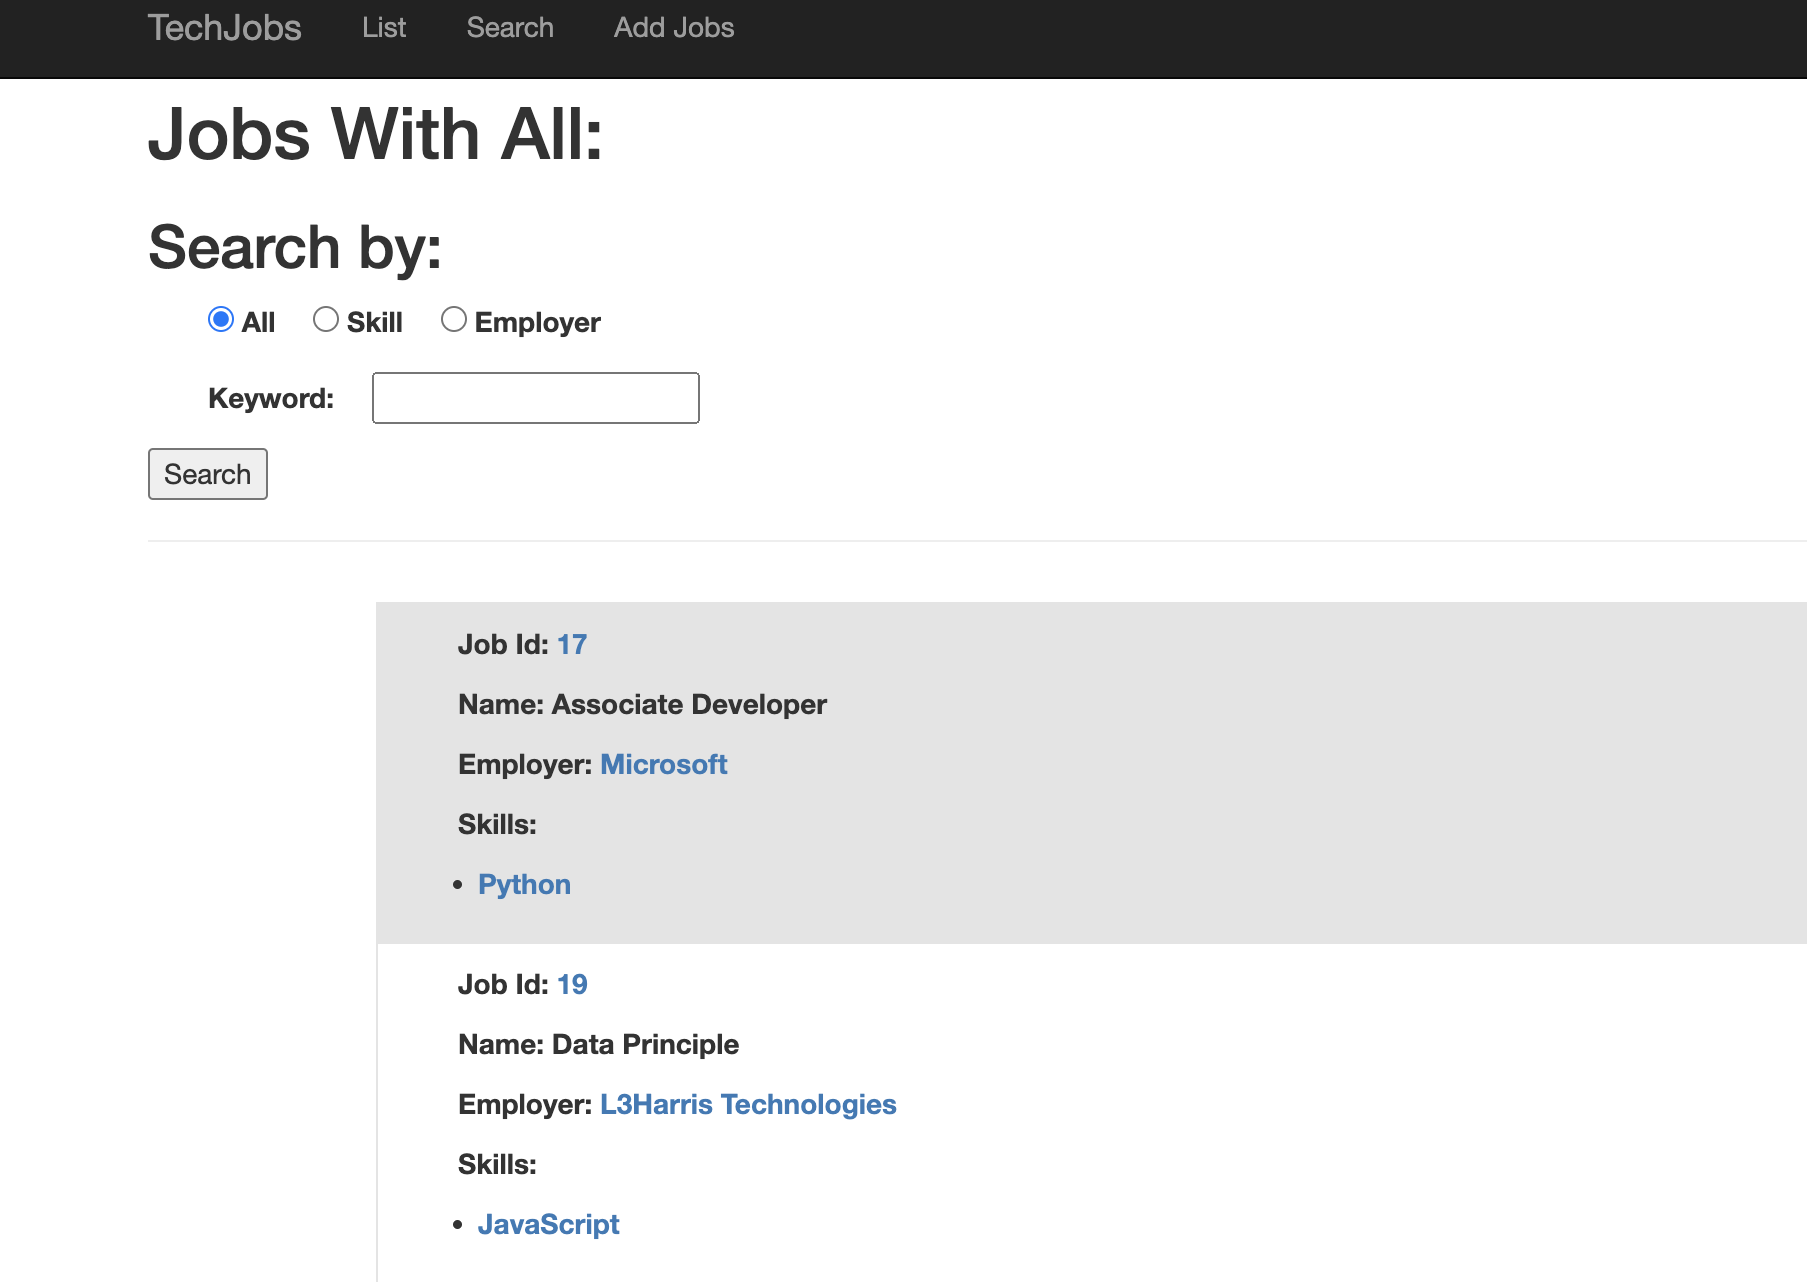 TechJobs List Search Add Jobs
Jobs With All:
Search by:
All Skill Employer
Keyword:
Search
Job Id: 17
Name: Associate Developer
Employer: Microsoft
Skills:
• Python
Job Id: 19
Name: Data Principle
Employer: L3Harris Technologies
Skills:
• JavaScript